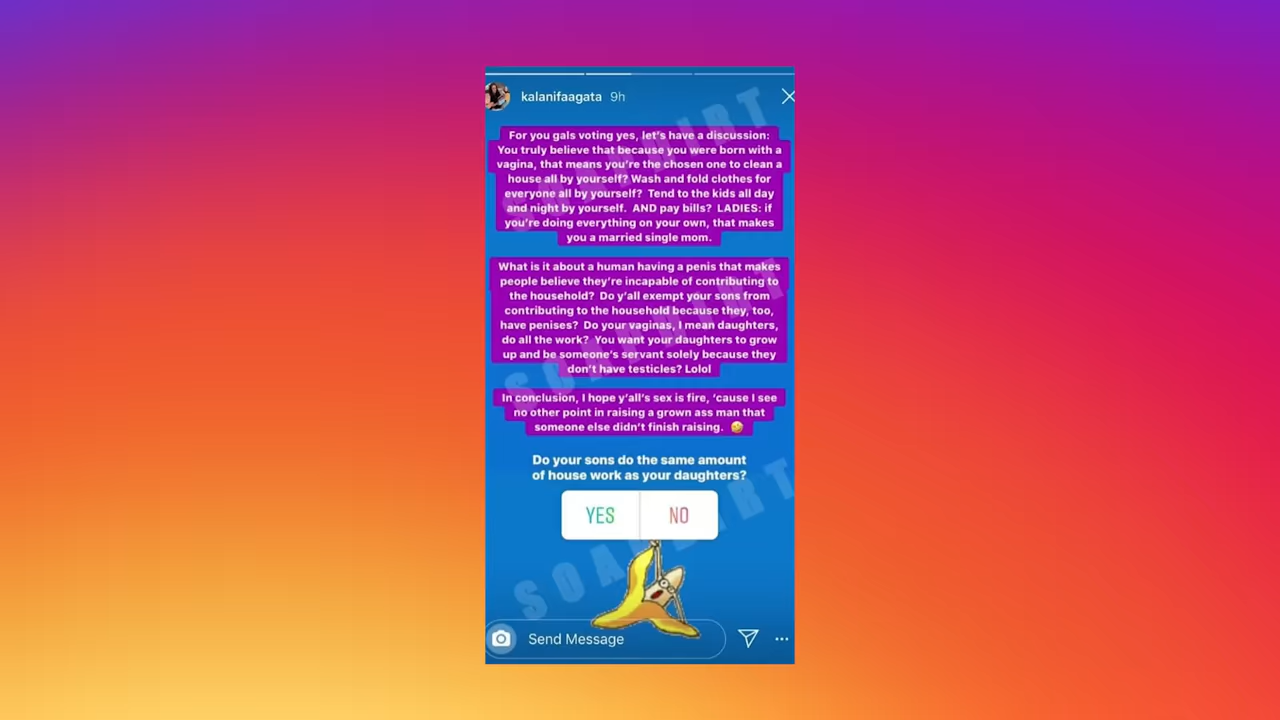 kalanifaagata 9h
For you gals voting yes, let's have a discussion:
You truly believe that because you were born with a
vagina, that means you're the chosen one to clean a
house all by yourself? Wash and fold clothes for
everyone all by yourself? Tend to the kids all day
and night by yourself. AND pay bills? LADIES: if
you're doing everything on your own, that makes
you a married single mom.
What is it about a human having a penis that makes
people believe they're incapable of contributing to
the household? Do y'all exempt your sons from
contributing to the household because they, too,
have penises? Do your vaginas, I mean daughters,
do all the work? You want your daughters to grow
up and be someone's servant solely because they
don't have testicles? Lolol
In conclusion, I hope y'all's sex is fire, 'cause I see
no other point in raising a grown ass man that
someone else didn't finish raising. 🤣
Do your sons do the same amount
of house work as your daughters?
YES NO
Send Message
SOAPDIRT
SOAPDIRT
SOAPDIRT